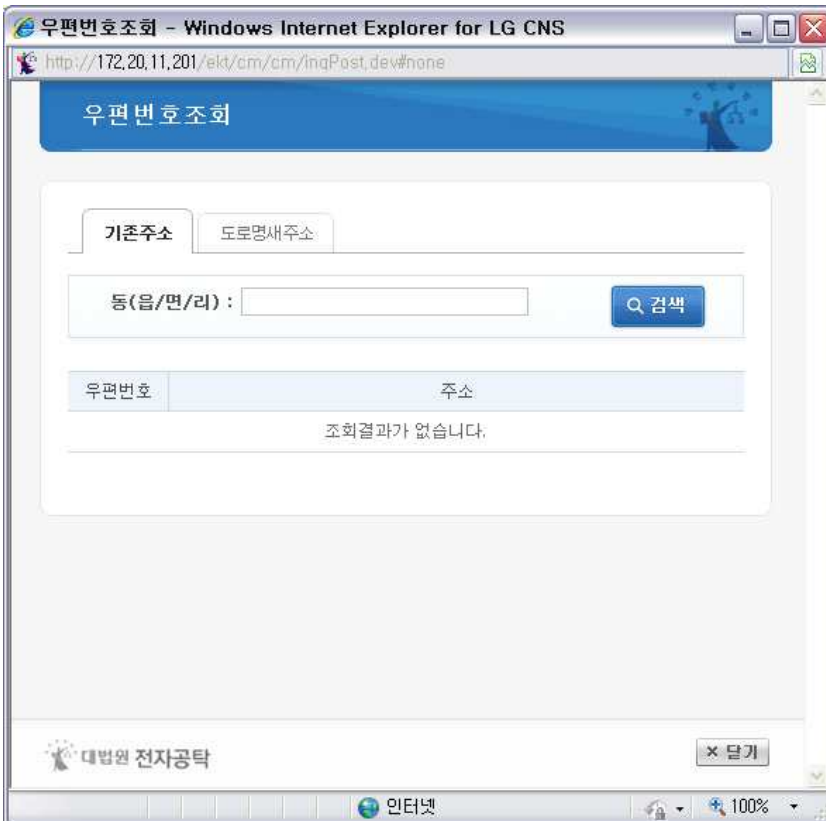 우편번호조회 - Windows Internet Explorer for LG CNS
http://172,20,11,201/ekt/cm/cm/InqPost,dev#none
우편번호조회
기존주소 도로명새주소
동(읍/면/리) : 검색
우편번호 주소
조회결과가 없습니다.
대법원 전자공탁 × 닫기
인터넷 100%